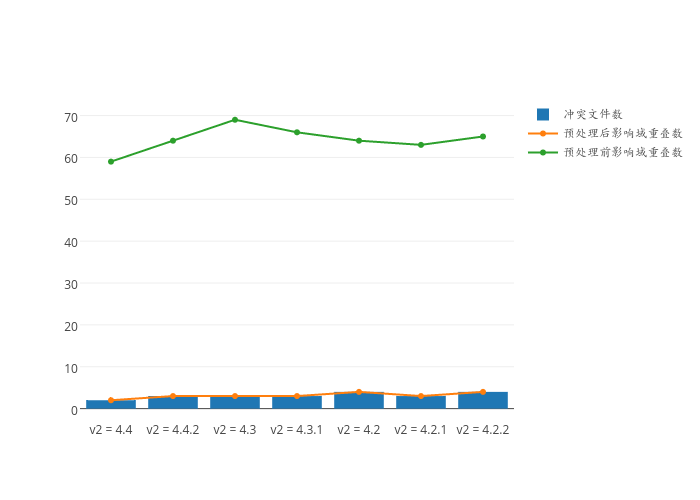 冲突文件数
预处理后影响域重叠数
预处理前影响域重叠数
70
60
50
40
30
20
10
0
v2 = 4.4 v2 = 4.4.2 v2 = 4.3 v2 = 4.3.1 v2 = 4.2 v2 = 4.2.1 v2 = 4.2.2